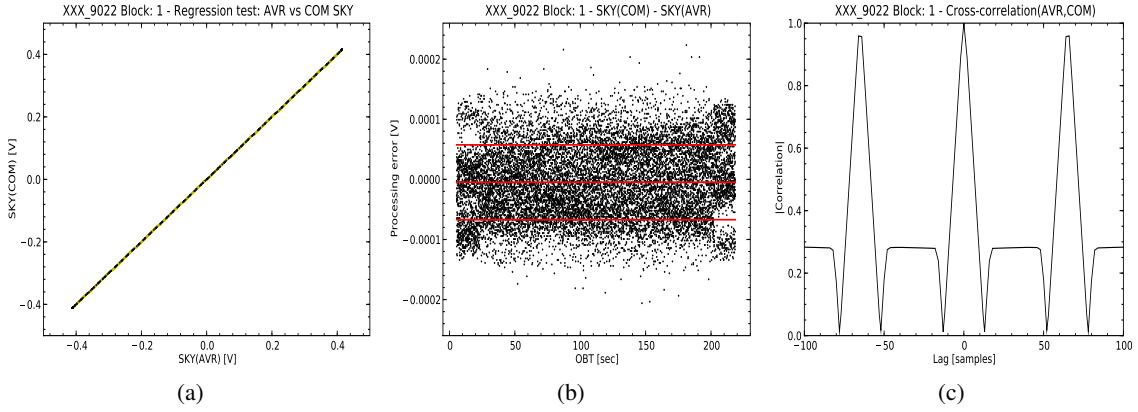 XXX_9022 Block: 1 - Regression test: AVR vs COM SKY
SKY(COM) [V]
0.4
0.2
0.0
−0.2
−0.4
−0.4 −0.2 0.0 0.2 0.4
SKY(AVR) [V]
(a)
XXX_9022 Block: 1 - SKY(COM) - SKY(AVR)
Processing error [V]
0.0002
0.0001
0.0000
−0.0001
−0.0002
0 50 100 150 200
OBT [sec]
(b)
XXX_9022 Block: 1 - Cross-correlation(AVR,COM)
|Correlation|
1.0
0.8
0.6
0.4
0.2
0.0
−100 −50 0 50 100
Lag [samples]
(c)